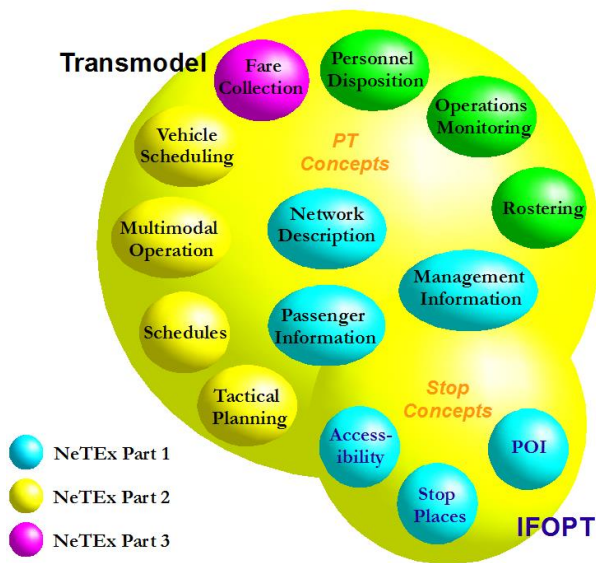 Transmodel
Fare
Collection
Personnel
Disposition
Operations
Monitoring
Vehicle
Scheduling
PT
Concepts
Rostering
Multimodal
Operation
Network
Description
Management
Information
Schedules
Passenger
Information
Tactical
Planning
Stop
Concepts
Access-
ibility
POI
Stop
Places
IFOPT
NeTEx Part 1
NeTEx Part 2
NeTEx Part 3